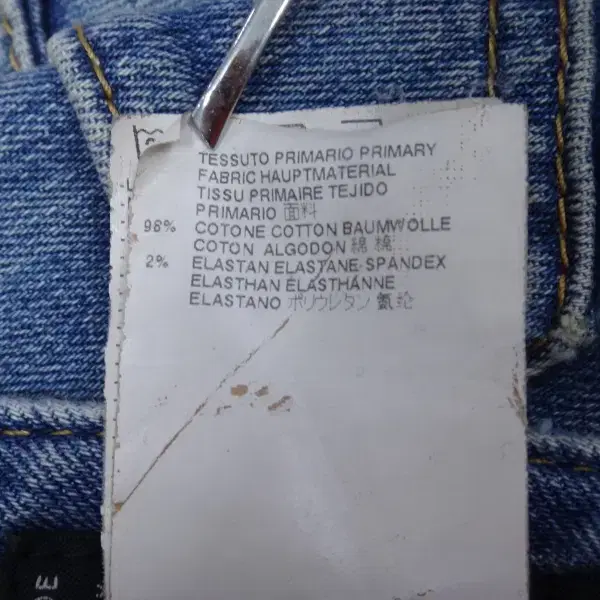 TESSUTO PRIMARIO PRIMARY
FABRIC HAUPTMATERIAL
TISSU PRIMAIRE TEJIDO
PRIMARIO 面料
98% COTONE COTTON BAUMWOLLE
COTON ALGODON 綿 棉
2% ELASTAN ELASTANE SPANDEX
ELASTHAN ELASTHANNE
ELASTANO ポリウレタン 氨纶